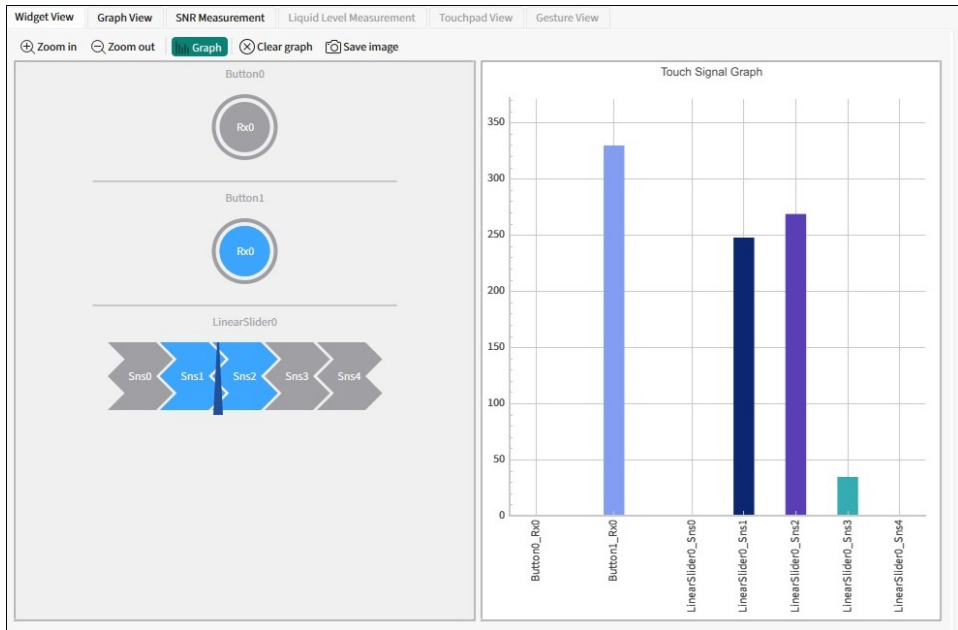 Widget View Graph View SNR Measurement Liquid Level Measurement Touchpad View Gesture View
Zoom in Zoom out Graph Clear graph Save image
Button0
Rx0
Button1
Rx0
LinearSlider0
Sns0 Sns1 Sns2 Sns3 Sns4
Touch Signal Graph
350
300
250
200
150
100
50
0
Button0_Rx0
Button1_Rx0
LinearSlider0_Sns0
LinearSlider0_Sns1
LinearSlider0_Sns2
LinearSlider0_Sns3
LinearSlider0_Sns4